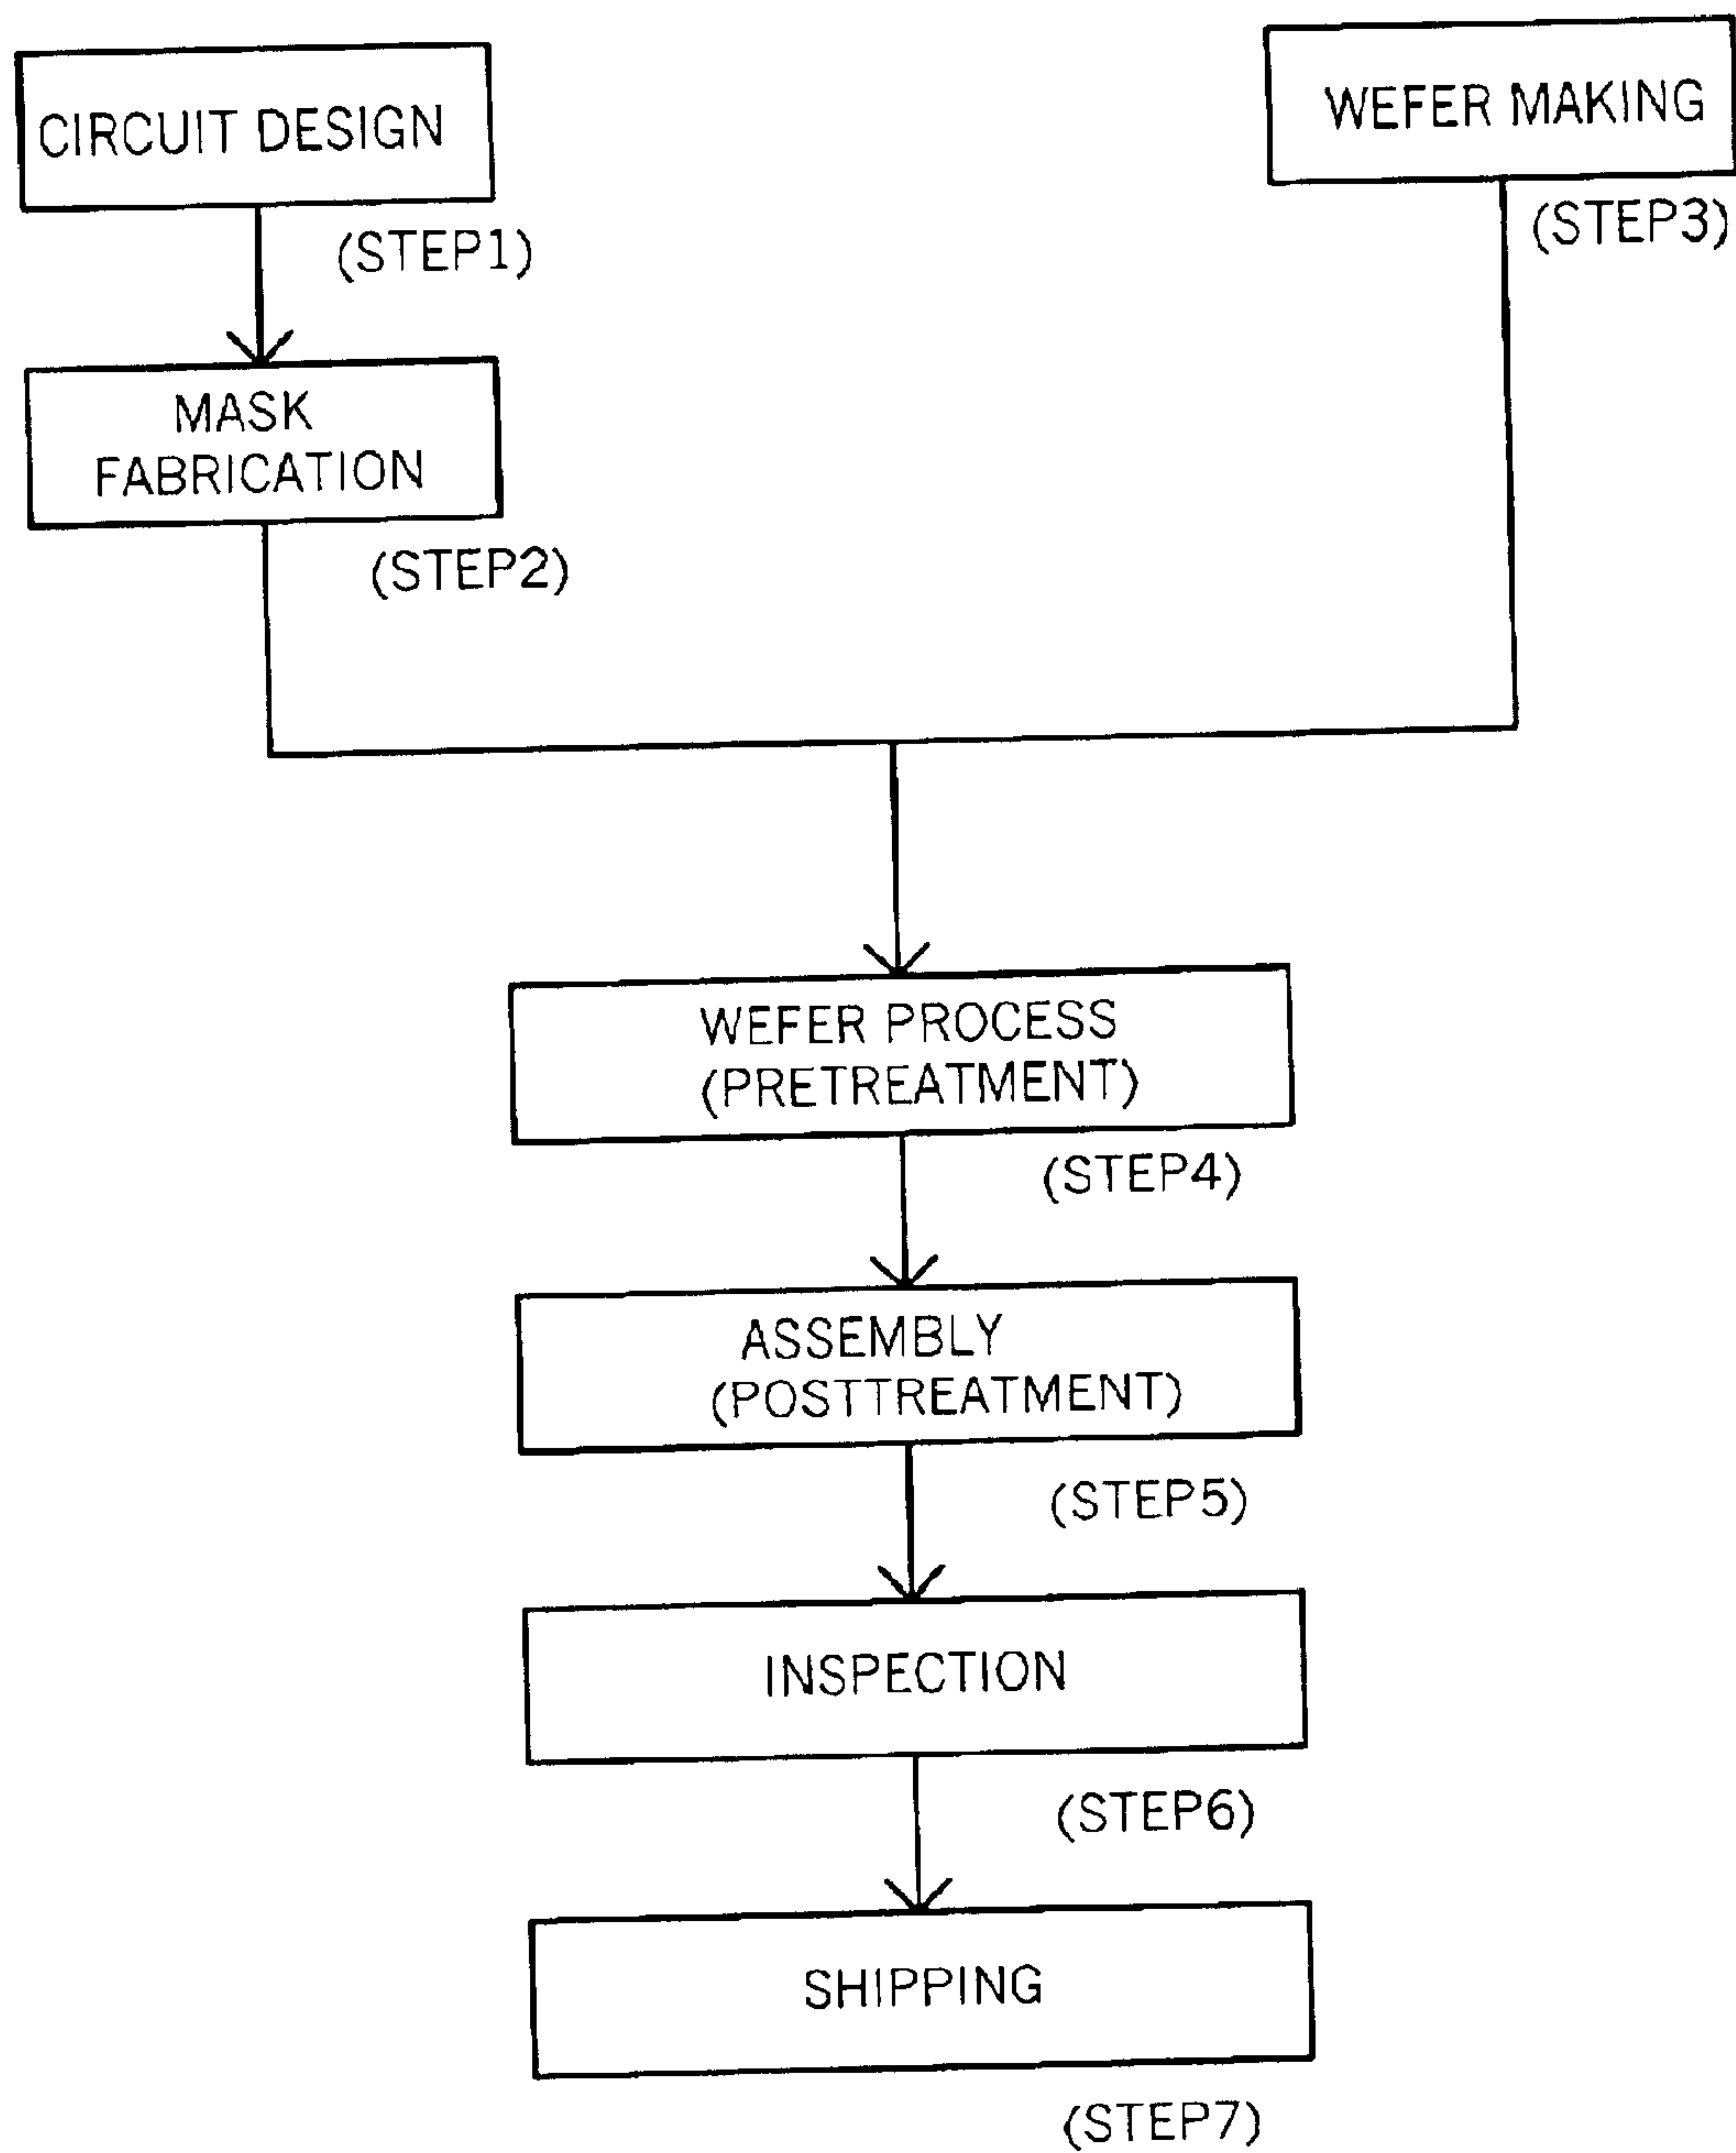 CIRCUIT DESIGN
(STEP1)
MASK
FABRICATION
(STEP2)
WEFER MAKING
(STEP3)
WEFER PROCESS
(PRETREATMENT)
(STEP4)
ASSEMBLY
(POSTTREATMENT)
(STEP5)
INSPECTION
(STEP6)
SHIPPING
(STEP7)